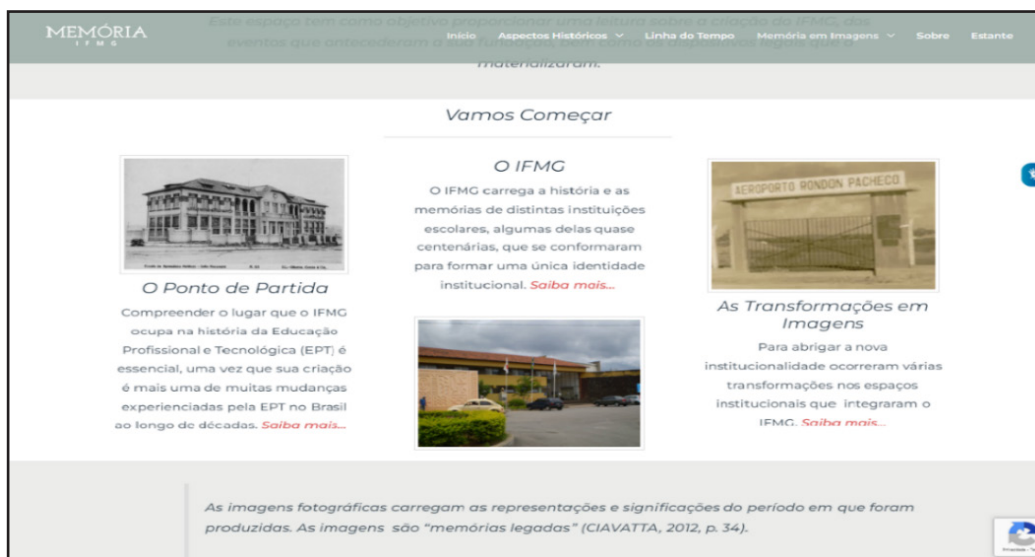 MEMÓRIA
IFMG
Início Aspectos Históricos Linha do Tempo Memória em Imagens Sobre Estante
Este espaço tem como objetivo proporcionar uma leitura sobre a criação do IFMG, dos
eventos que antecederam a sua fundação, bem como os dispositivos legais que a
materializaram.
Vamos Começar
O Ponto de Partida
Compreender o lugar que o IFMG
ocupa na história da Educação
Profissional e Tecnológica (EPT) é
essencial, uma vez que sua criação
é mais uma de muitas mudanças
experienciadas pela EPT no Brasil
ao longo de décadas. Saiba mais...
O IFMG
O IFMG carrega a história e as
memórias de distintas instituições
escolares, algumas delas quase
centenárias, que se conformaram
para formar uma única identidade
institucional. Saiba mais...
AEROPORTO RONDON PACHECO
As Transformações em
Imagens
Para abrigar a nova
institucionalidade ocorreram várias
transformações nos espaços
institucionais que integraram o
IFMG. Saiba mais...
As imagens fotográficas carregam as representações e significações do período em que foram
produzidas. As imagens são “memórias legadas” (CIAVATTA, 2012, p. 34).